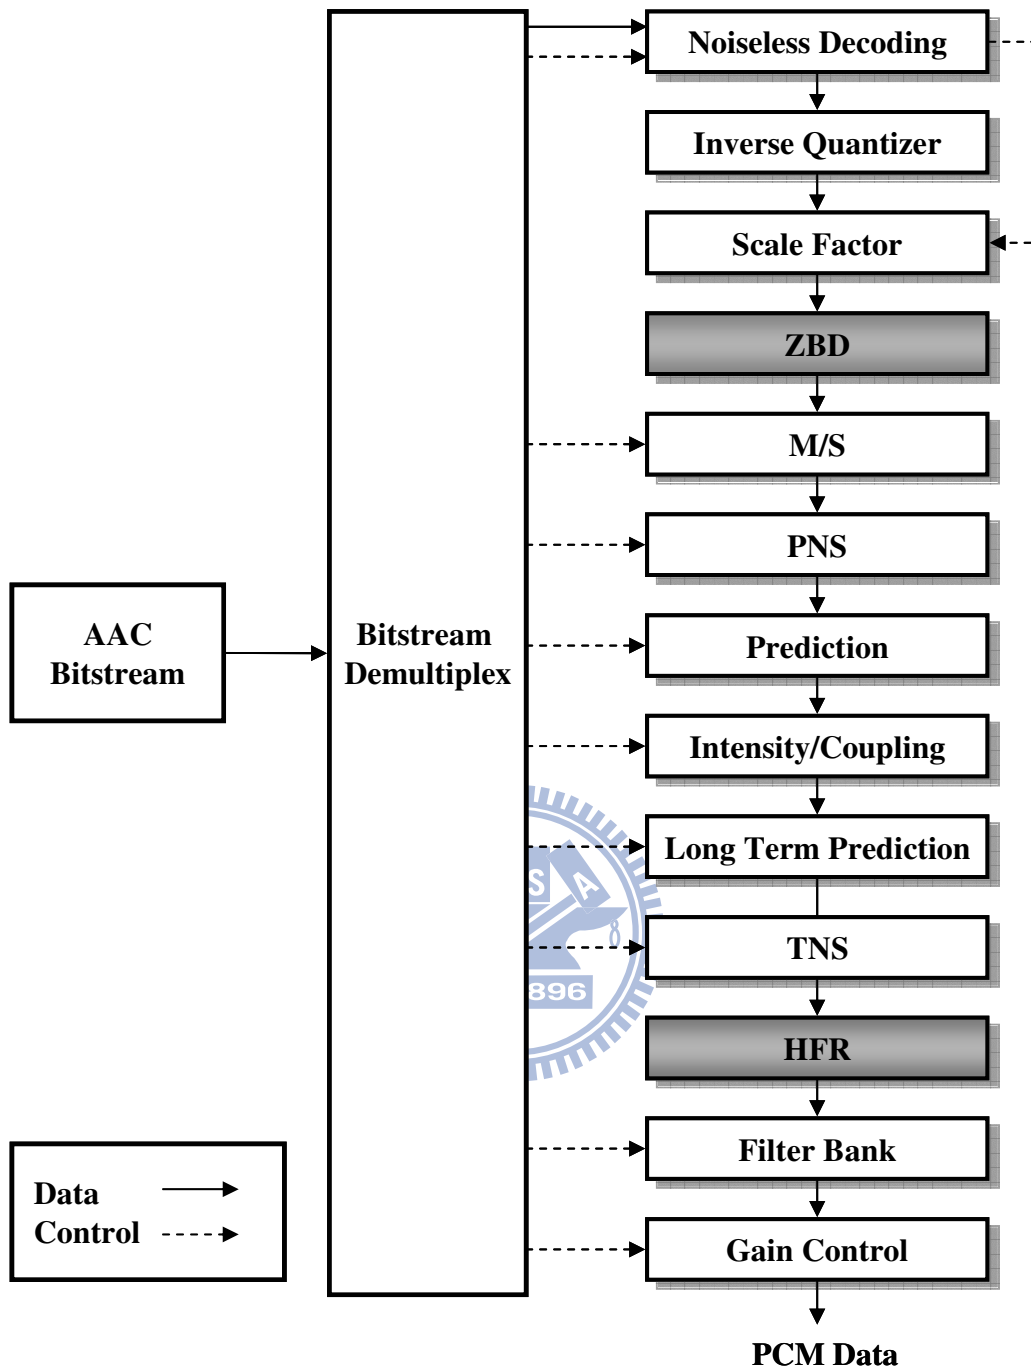 Noiseless Decoding
Inverse Quantizer
Scale Factor
ZBD
M/S
PNS
AAC
Bitstream
Bitstream
Demultiplex
Prediction
Intensity/Coupling
Long Term Prediction
S A
TNS
896
HFR
Filter Bank
Data
Control
Gain Control
PCM Data